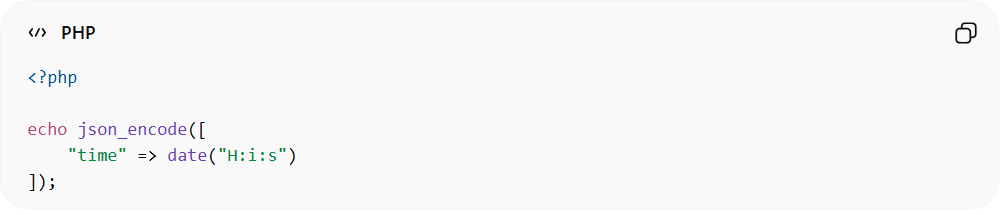 </> PHP
<?php
echo json_encode([
    "time" => date("H:i:s")
]);